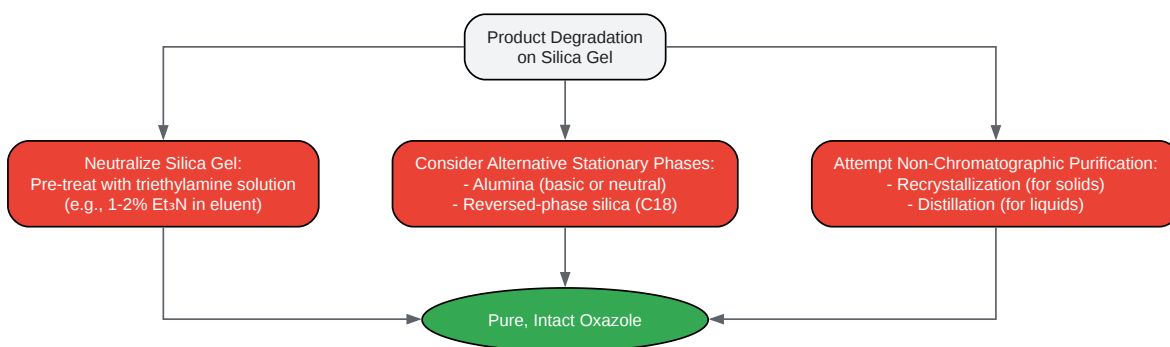 Product Degradation
on Silica Gel
Neutralize Silica Gel:
Pre-treat with triethylamine solution
(e.g., 1-2% Et₃N in eluent)
Consider Alternative Stationary Phases:
- Alumina (basic or neutral)
- Reversed-phase silica (C18)
Attempt Non-Chromatographic Purification:
- Recrystallization (for solids)
- Distillation (for liquids)
Pure, Intact Oxazole